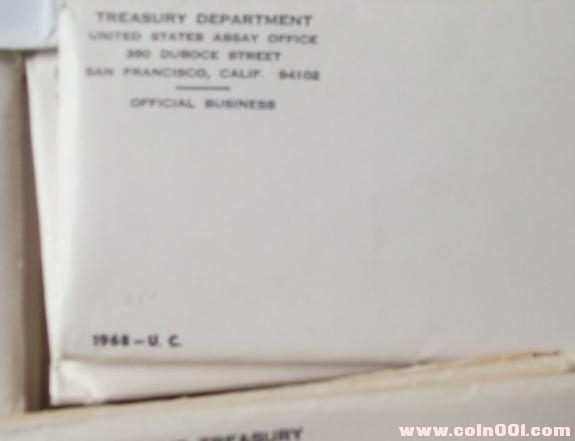 TREASURY DEPARTMENT
UNITED STATES ASSAY OFFICE
350 DUBOCE STREET
SAN FRANCISCO, CALIF. 94102
OFFICIAL BUSINESS
1968 – U. C.
TREASURY
www.coin001.com